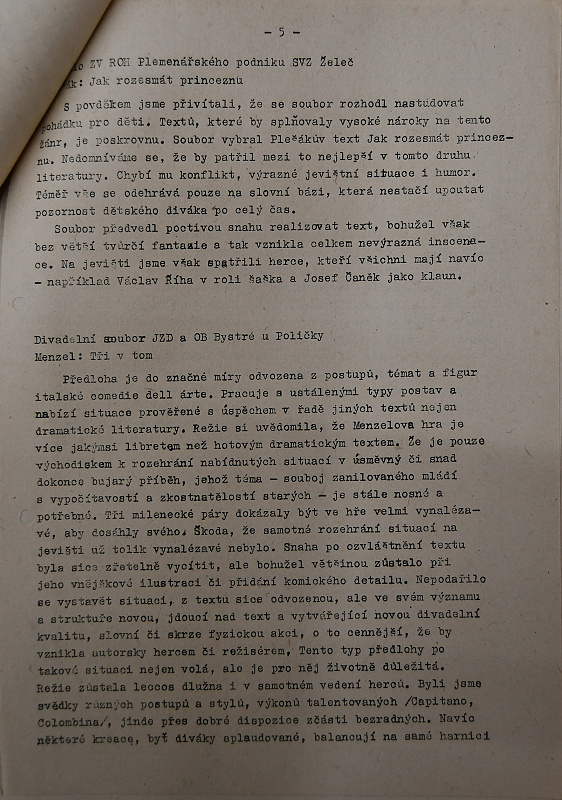 - 5 -
ZV ROH Plemenářského podniku SVZ Želeč
Jak rozesmát princeznu
S povděkem jsme přivítali, že se soubor rozhodl nastudovat
pohádku pro děti. Textů, které by splňovaly vysoké nároky na tento
žánr, je poskrovnu. Soubor vybral Plešákův text Jak rozesmát princez-
nu. Nedomníváme se, že by patřil mezi to nejlepší v tomto druhu
literatury. Chybí mu konflikt, výrazné jevištní situace i humor.
Téměř vše se odehrává pouze na slovní bázi, která nestačí upoutat
pozornost dětského diváka po celý čas.
Soubor předvedl poctivou snahu realizovat text, bohužel však
bez větší tvůrčí fantazie a tak vznikla celkem nevýrazná inscena-
ce. Na jevišti jsme však spatřili herce, kteří všichni mají navíc
- například Václav Říha v roli šaška a Josef Čaněk jako klaun.
Divadelní soubor JZD a OB Bystré u Poličky
Menzel: Tři v tom
Předloha je do značné míry odvozena z postupů, témat a figur
italské comedie dell árte. Pracuje s ustálenými typy postav a
nabízí situace prověřené s úspěchem v řadě jiných textů nejen
dramatické literatury. Režie si uvědomila, že Menzelova hra je
více jakýmsi libretem než hotovým dramatickým textem. Že je pouze
východiskem k rozehrání nabídnutých situací v úsměvný či snad
dokonce bujarý příběh, jehož téma - souboj zanilovaného mládí
s vypočítavostí a zkostnatělostí starých - je stále nosné a
potřebné. Tři milenecké páry dokázaly být ve hře velmi vynaléza-
vé, aby dosáhly svého. Škoda, že samotné rozehrání situací na
jevišti už tolik vynalézavé nebylo. Snaha po ozvláštnění textu
byla sice zřetelně vycítit, ale bohužel většinou zůstalo při
jeho vnějškové ilustraci či přidání komického detailu. Nepodařilo
se vystavět situaci, z textu sice odvozenou, ale ve svém významu
a struktuře novou, jdoucí nad text a vytvářející novou divadelní
kvalitu, slovní či skrze fyzickou akci, o to cennější, že by
vznikla autorsky hercem či režisérem, Tento typ předlohy po
takové situaci nejen volá, ale je pro něj životně důležitá.
Režie zůstala leccos dlužna i v samotném vedení herců. Byli jsme
svědky různých postupů a stylů, výkonů talentovaných /Capitano,
Colombina/, jinde přes dobré dispozice zčásti bezradných. Navíc
některé kreace, byť diváky aplaudované, balancují na samé harnici